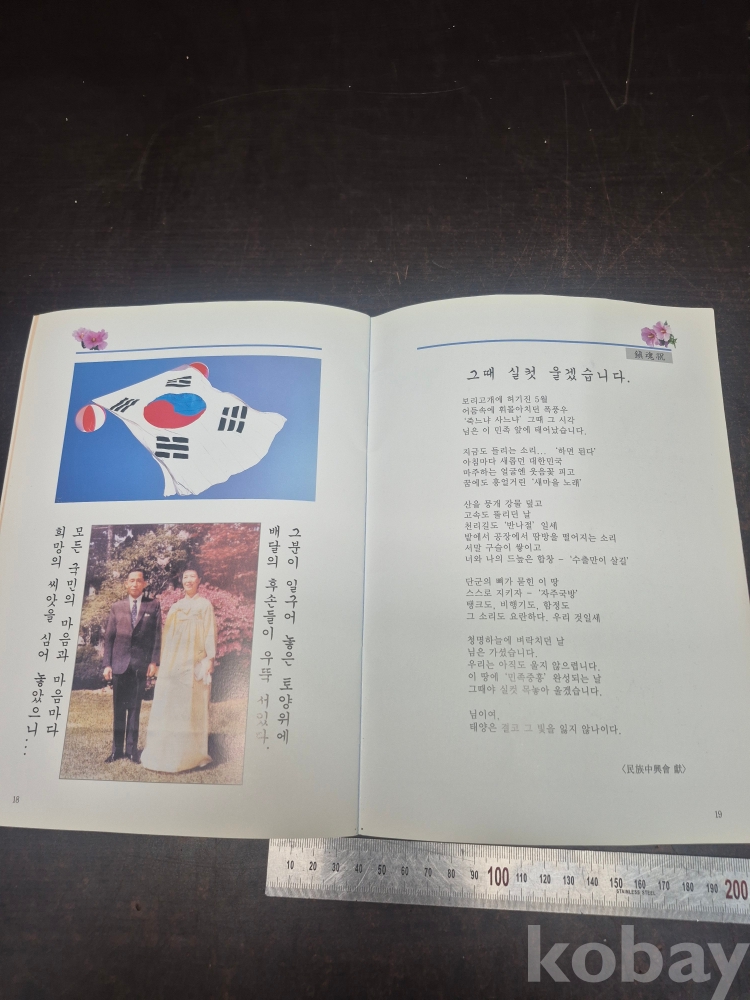 모든 국민의 마음과 마음마다
희망의 씨앗을 심어 놓았으니...
그분이 일구어 놓은 토양위에
배달의 후손들이 우뚝 서있다.
18
鎭魂說
그때 실컷 울겠습니다.
보리고개에 허기진 5월
어둠속에 휘몰아치던 폭풍우
'죽느냐 사느냐' 그때 그 시각
님은 이 민족 앞에 태어났습니다.
지금도 들리는 소리... '하면 된다'
아침마다 새롭던 대한민국
마주하는 얼굴엔 웃음꽃 피고
꿈에도 흥얼거린 '새마을 노래'
산을 뚫고 강물 덮고
고속도 뚫리던 날
천리길도 '반나절' 일세
밭에서 공장에서 땀방울 떨어지는 소리
서말 구슬이 쌓이고
너와 나의 드높은 함창 - '수출만이 살길'
단군의 뼈가 묻힌 이 땅
스스로 지키자 - '자주국방'
탱크도, 비행기도, 함정도
그 소리도 요란하다. 우리 것일세
청명하늘에 벼락치던 날
님은 가셨습니다.
우리는 아직도 울지 않으렵니다.
이 땅에 '민족중흥' 완성되는 날
그때야 실컷 목놓아 울겠습니다.
님이여,
태양은 결코 그 빛을 잃지 않나이다.
〈民族中興會 獻〉
19
10 20 30 40 50 60 70 80 90 100 110 120 130 140 150 160 170 180 190 200
STAINLESS STEEL
kobay